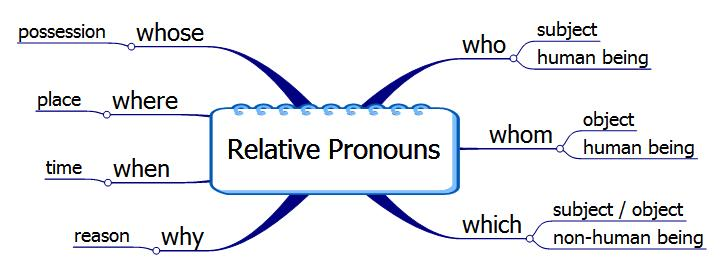 Relative Pronouns
whose
possession
where
place
when
time
why
reason
who
subject
human being
whom
object
human being
which
subject / object
non-human being